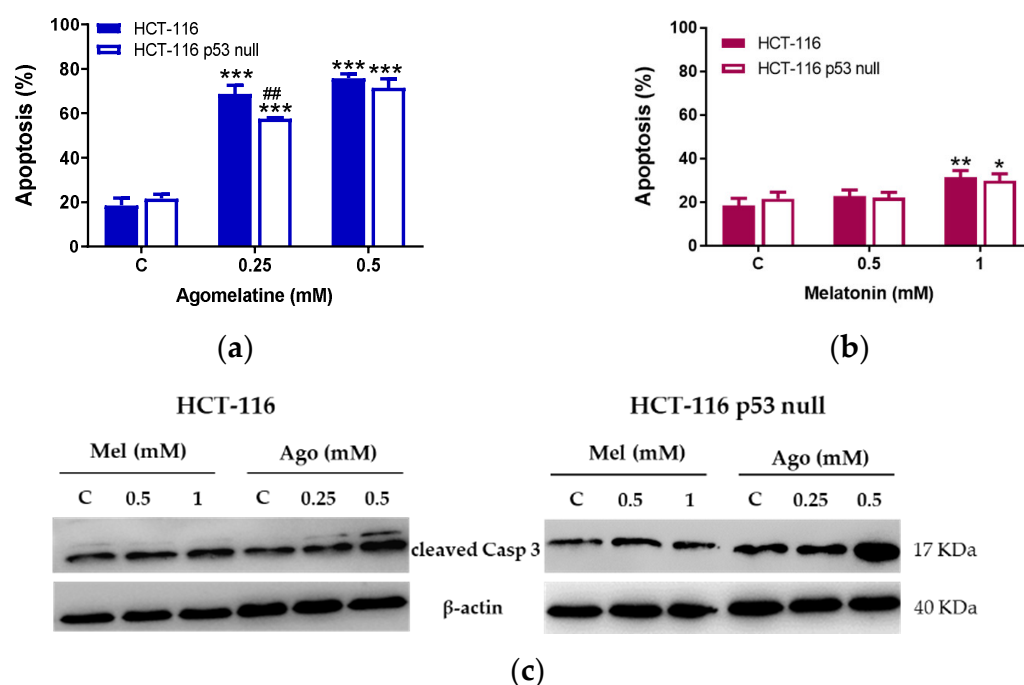 HCT-116
HCT-116 p53 null
Apoptosis (%)
100
80
60
40
20
0
*** *** *** ***
##
C 0.25 0.5
Agomelatine (mM)
(a)
HCT-116
HCT-116 p53 null
Apoptosis (%)
100
80
60
40
20
0
** *
C 0.5 1
Melatonin (mM)
(b)
HCT-116
Mel (mM) Ago (mM)
C 0.5 1 C 0.25 0.5
HCT-116 p53 null
Mel (mM) Ago (mM)
C 0.5 1 C 0.25 0.5
cleaved Casp 3 17 KDa
β-actin 40 KDa
(c)